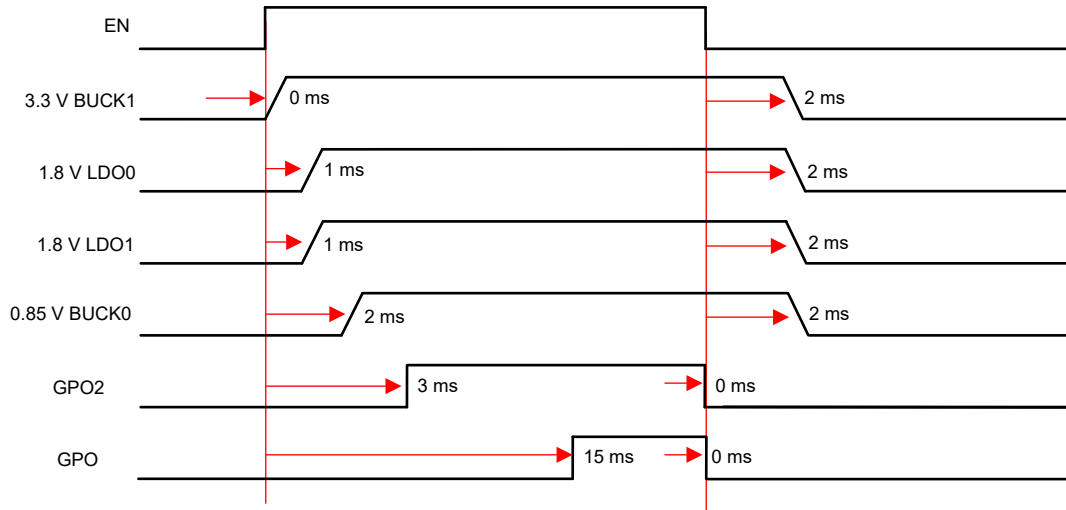 EN
3.3 V BUCK1
0 ms
2 ms
1.8 V LDO0
1 ms
2 ms
1.8 V LDO1
1 ms
2 ms
0.85 V BUCK0
2 ms
2 ms
GPO2
3 ms
0 ms
GPO
15 ms
0 ms